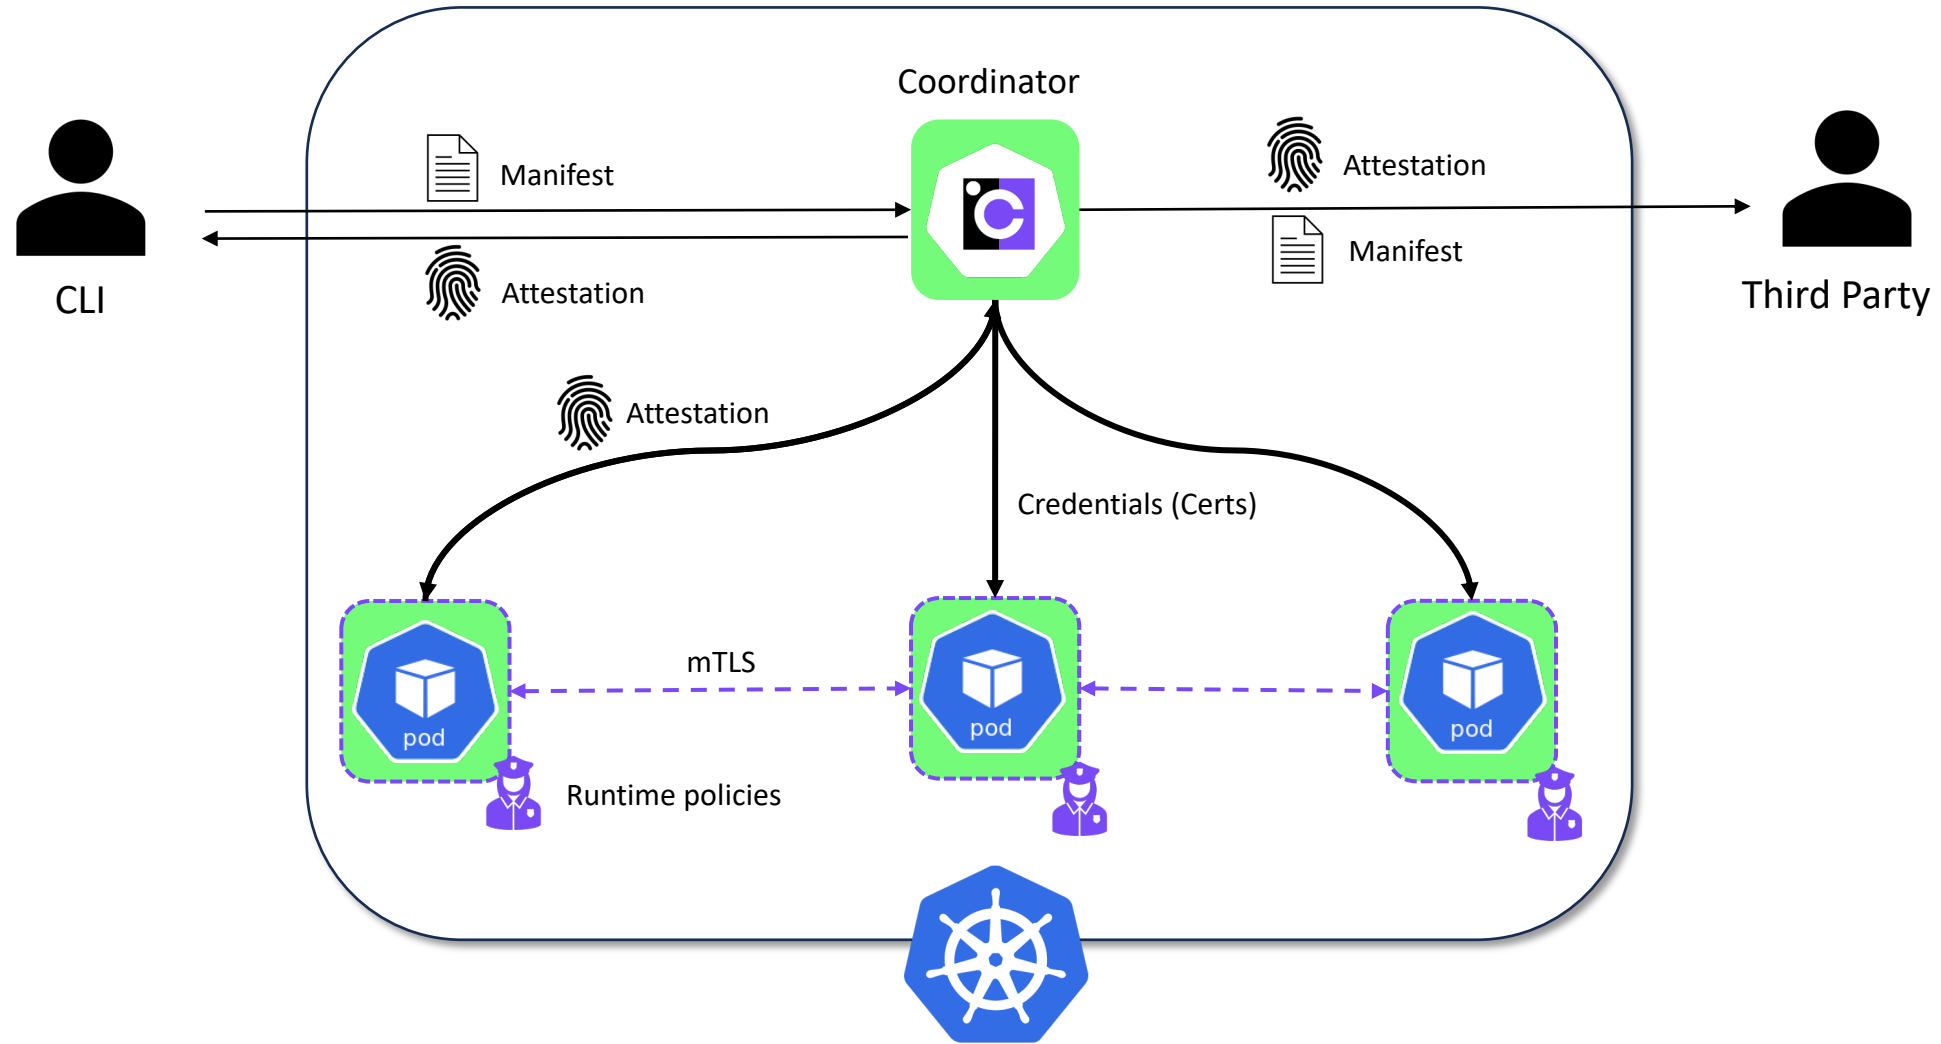 Coordinator
Manifest
Attestation
Attestation
Manifest
CLI
Third Party
Attestation
Credentials (Certs)
mTLS
pod
pod
pod
Runtime policies